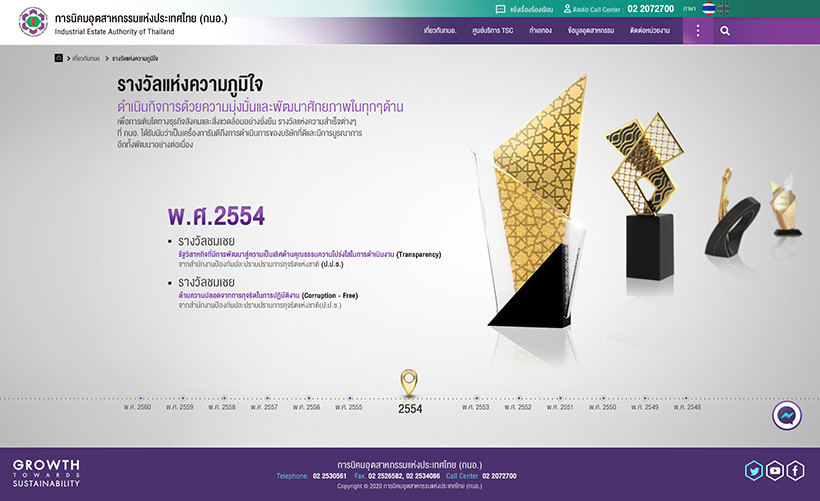 การนิคมอุตสาหกรรมแห่งประเทศไทย (กนอ.)
Industrial Estate Authority of Thailand
แจ้งเรื่องร้องเรียน
ติดต่อ Call Center : 02 2072700
ภาษา
เกี่ยวกับกนอ. ศูนย์บริการ TSC ทำเลทอง ข้อมูลอุตสาหกรรม ติดต่อหน่วยงาน
เกี่ยวกับกนอ > รางวัลแห่งความภูมิใจ
รางวัลแห่งความภูมิใจ
ดำเนินกิจการด้วยความมุ่งมั่นและพัฒนาศักยภาพในทุกๆด้าน
เพื่อการเติบโตทางธุรกิจสังคมและสิ่งแวดล้อมอย่างยั่งยืน รางวัลแห่งความสำเร็จต่างๆ
ที่ กนอ. ได้รับนับว่าเป็นเครื่องการันตีถึงการดำเนินการของบริษัทที่ดีและมีการบูรณาการ
อีกทั้งพัฒนาอย่างต่อเนื่อง
พ.ศ.2554
รางวัลชมเชย
รัฐวิสาหกิจที่มีการพัฒนาสู่ความเป็นเลิศด้านคุณธรรมความโปร่งใสในการดำเนินงาน (Transparency)
จากสำนักงานป้องกันและปราบปรามการทุจริตแห่งชาติ (ป.ป.ช.)
รางวัลชมเชย
ด้านความปลอดจากการทุจริตในการปฏิบัติงาน (Corruption - Free)
จากสำนักงานป้องกันและปราบปรามการทุจริตแห่งชาติ(ป.ป.ช.)
พ.ศ. 2560 พ.ศ. 2559 พ.ศ. 2558 พ.ศ. 2557 พ.ศ. 2556 พ.ศ. 2555 2554 พ.ศ. 2553 พ.ศ. 2552 พ.ศ. 2551 พ.ศ. 2550 พ.ศ. 2549 พ.ศ. 2548
GROWTH
TOWARDS
SUSTAINABILITY
การนิคมอุตสาหกรรมแห่งประเทศไทย (กนอ.)
Telephone. 02 2530561 Fax. 02 2526582, 02 2534086 Call Center 02 2072700
Copyright © 2020 การนิคมอุตสาหกรรมแห่งประเทศไทย (กนอ.)